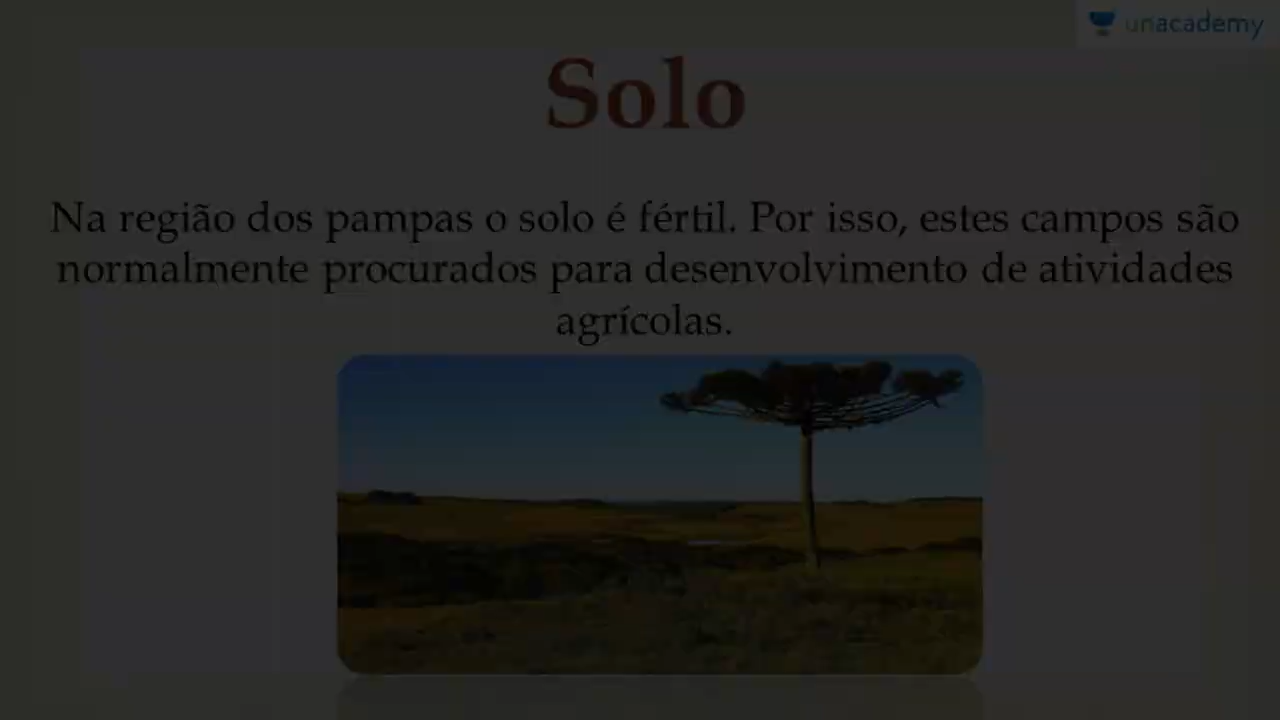 unacademy
Solo
Na região dos pampas o solo é fértil. Por isso, estes campos são
normalmente procurados para desenvolvimento de atividades
agrícolas.